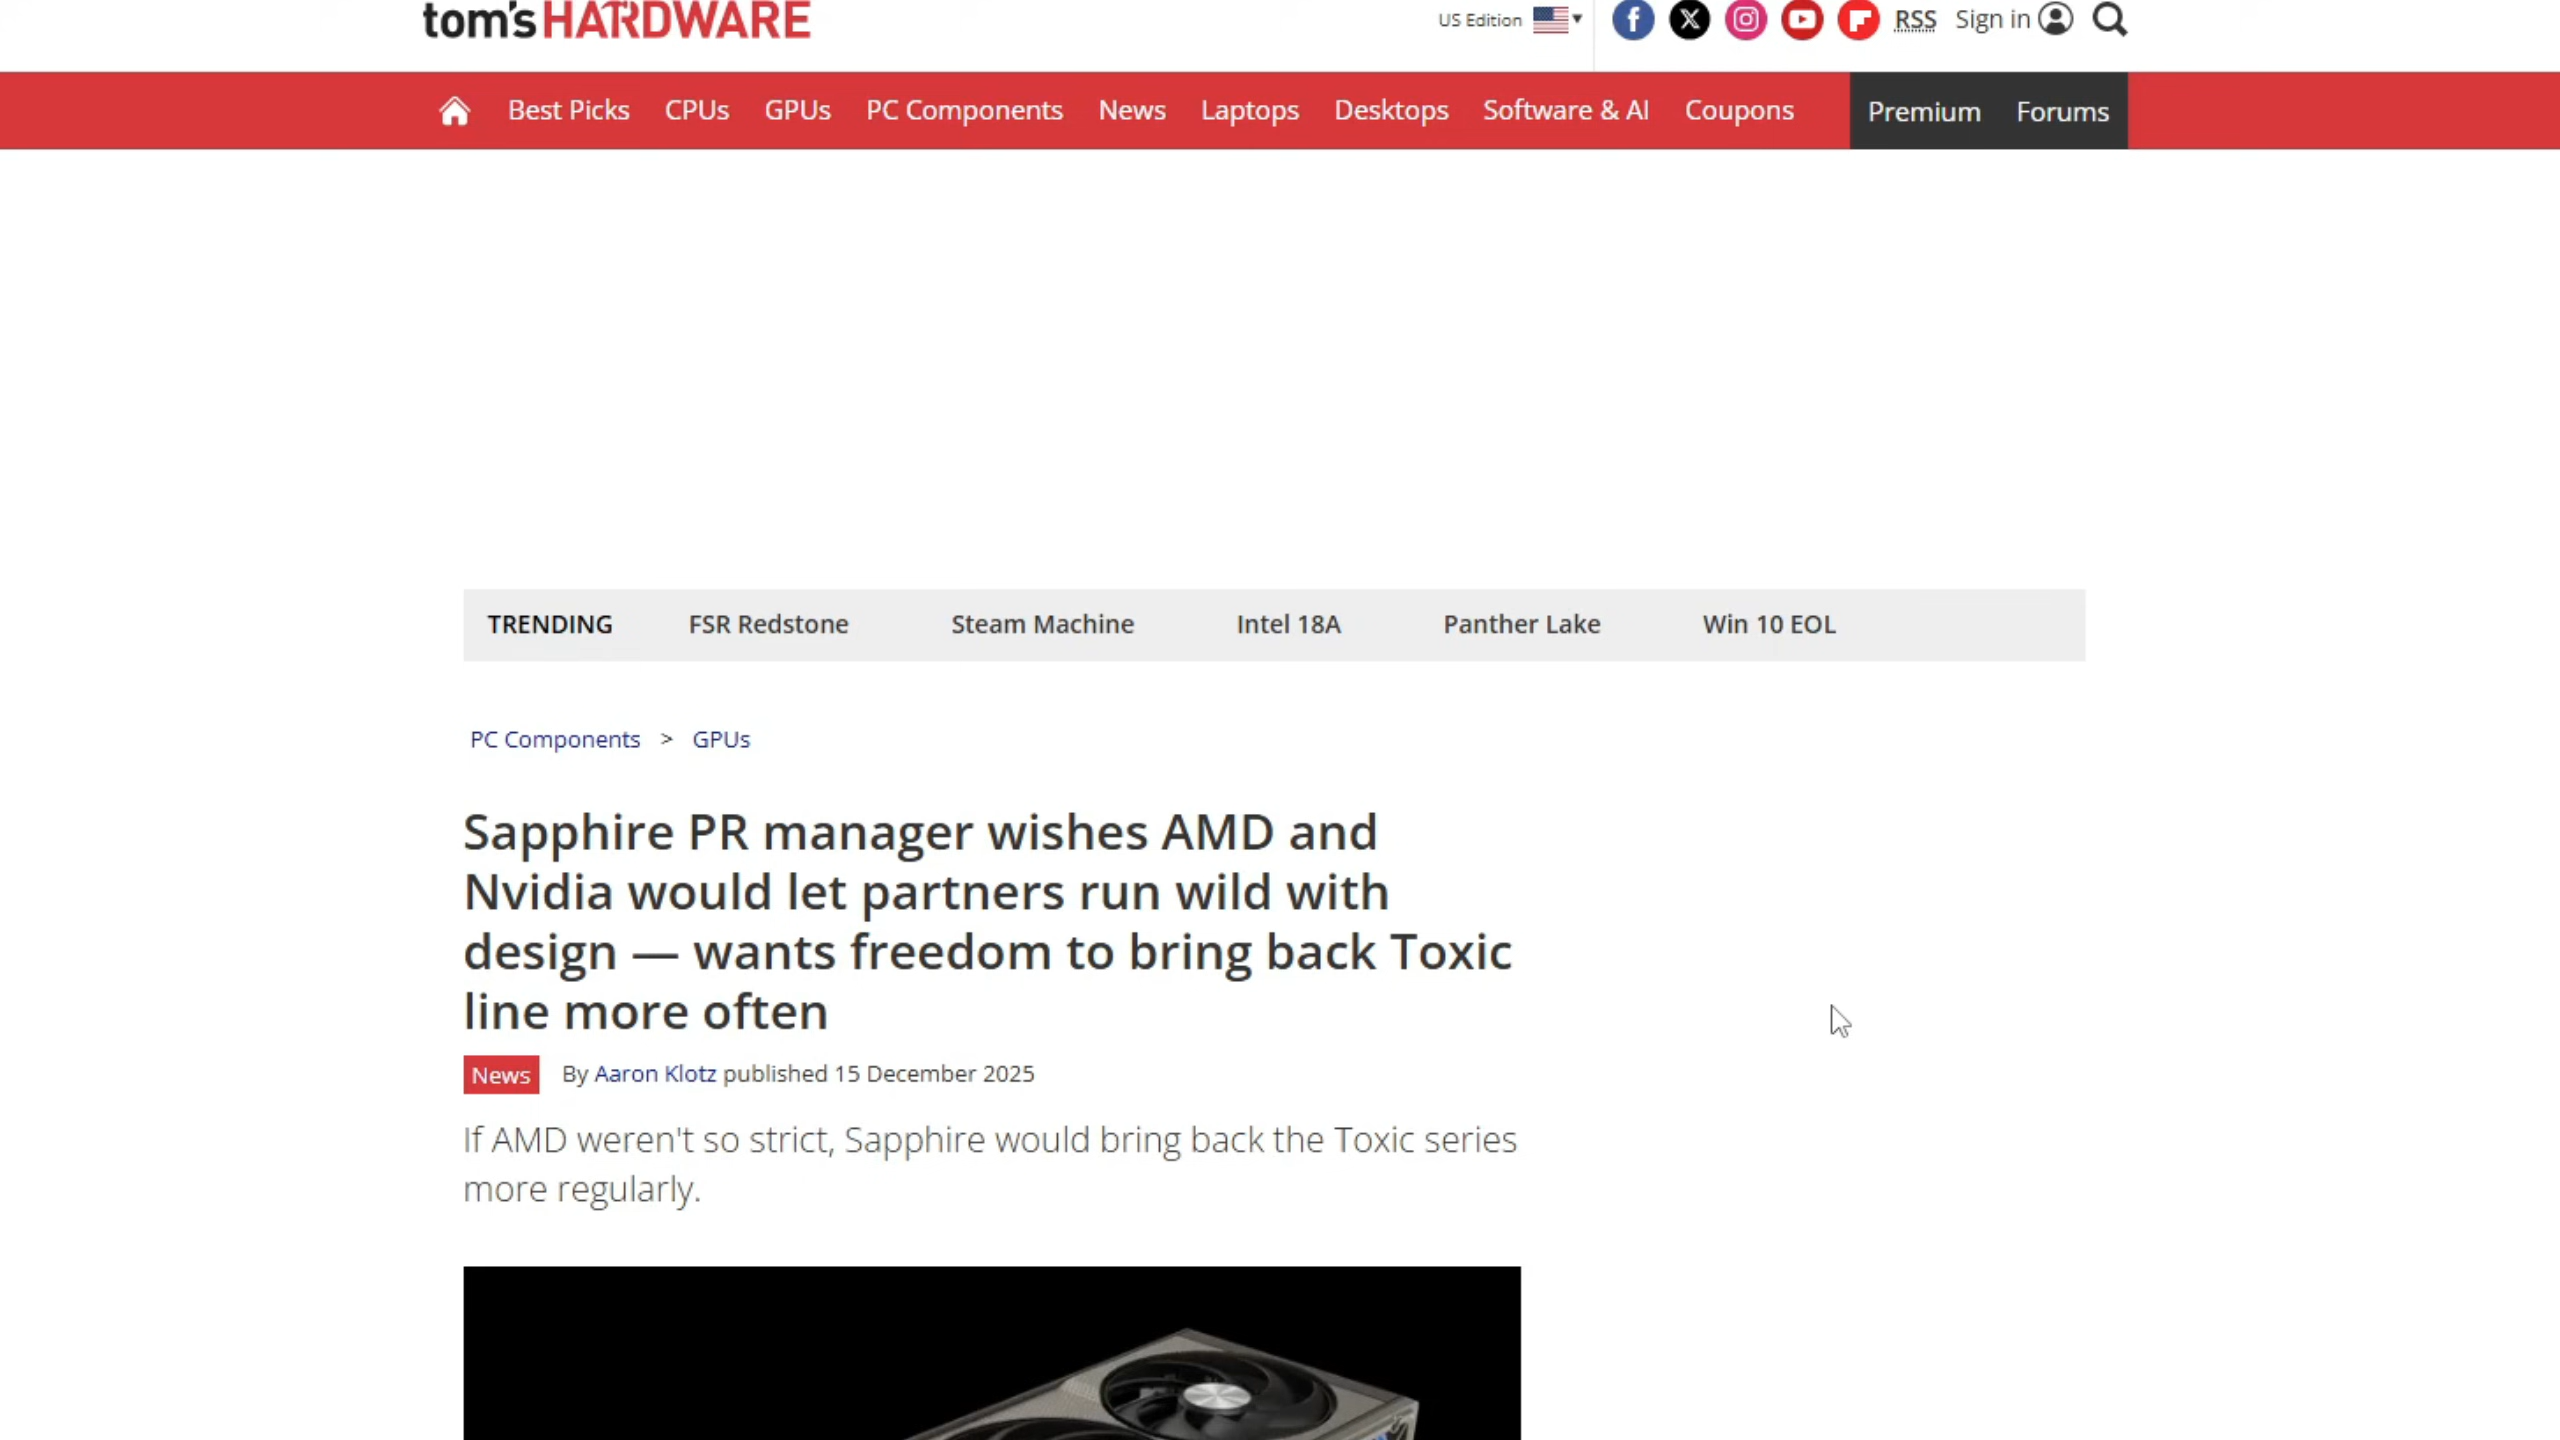 tom's HARDWARE
US Edition
RSS
Sign in
Best Picks
CPUs
GPUs
PC Components
News
Laptops
Desktops
Software & AI
Coupons
Premium
Forums
TRENDING
FSR Redstone
Steam Machine
Intel 18A
Panther Lake
Win 10 EOL
PC Components > GPUs
Sapphire PR manager wishes AMD and
Nvidia would let partners run wild with
design — wants freedom to bring back Toxic
line more often
News
By Aaron Klotz published 15 December 2025
If AMD weren't so strict, Sapphire would bring back the Toxic series
more regularly.